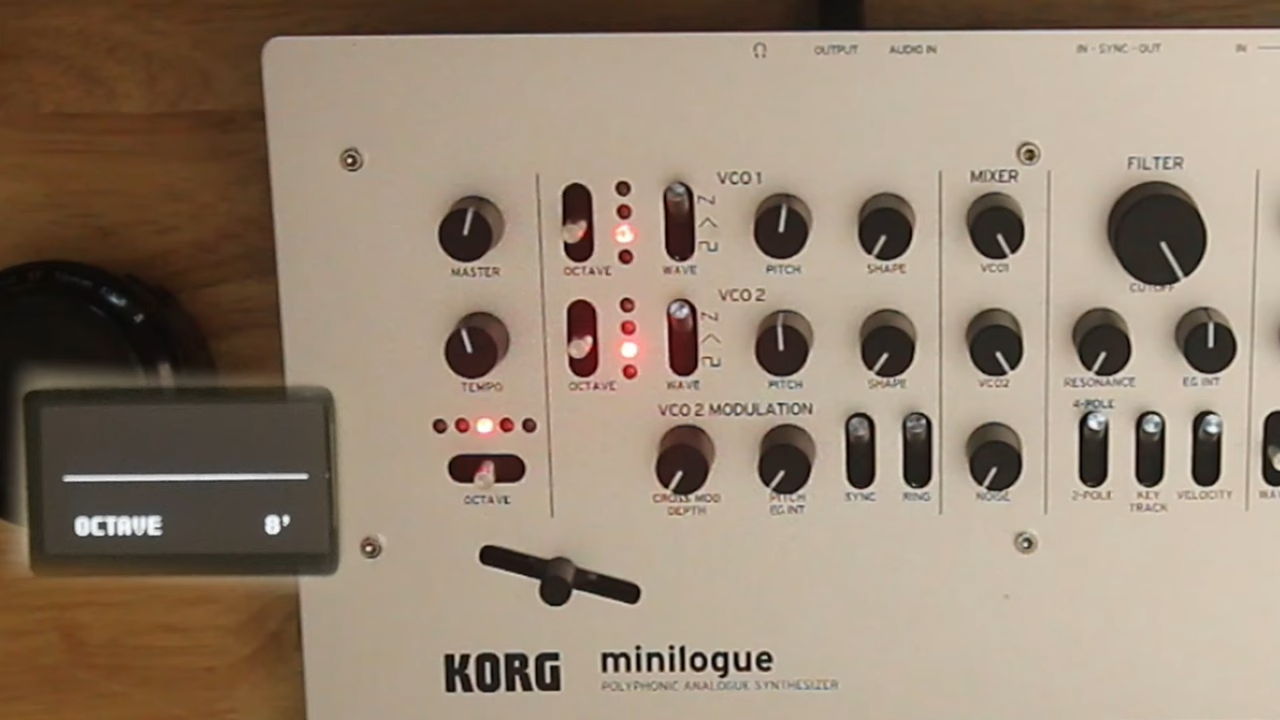 OUTPUT AUDIO IN IN - SYNC - OUT IN
VCO 1 MIXER FILTER
MASTER OCTAVE WAVE PITCH SHAPE VCO1 CUTOFF
VCO 2
TEMPO OCTAVE WAVE PITCH SHAPE VCO2 RESONANCE EG INT
VCO 2 MODULATION 4-POLE
OCTAVE CROSS MOD DEPTH PITCH EG INT SYNC RING NOISE 2-POLE KEY TRACK VELOCITY WA
OCTAVE 8'
KORG minilogue
POLYPHONIC ANALOGUE SYNTHESIZER